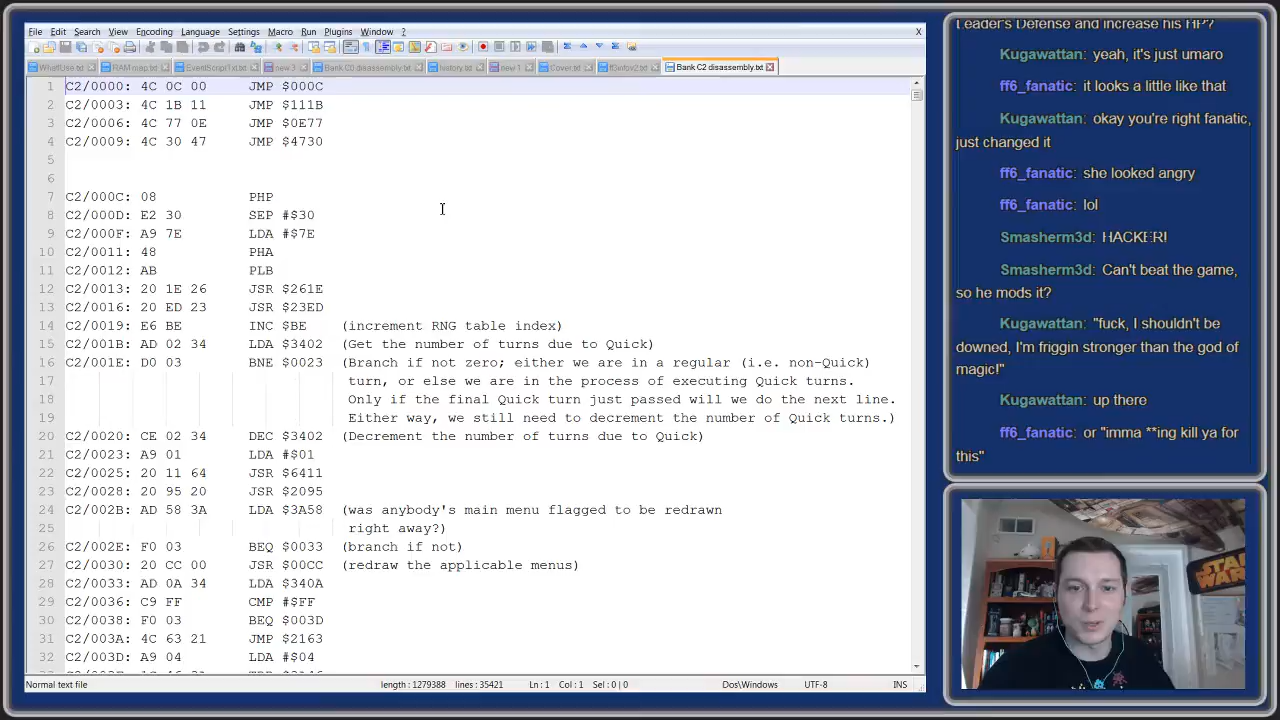 File Edit Search View Encoding Language Settings Macro Run Plugins Window ? X
RAM map.txt EventScriptTxt.txt new 3 Bank C0 disassembly.txt history.txt new 1 Cover.txt Bank C2 disassembly.txt
1 C2/0000: 4C 0C 00 JMP $000C
2 C2/0003: 4C 1B 11 JMP $111B
3 C2/0006: 4C 77 0E JMP $0E77
4 C2/0009: 4C 30 47 JMP $4730
5
6
7 C2/000C: 08 PHP
8 C2/000D: E2 30 SEP #$30
9 C2/000F: A9 7E LDA #$7E
10 C2/0011: 48 PHA
11 C2/0012: AB PLB
12 C2/0013: 20 1E 26 JSR $261E
13 C2/0016: 20 ED 23 JSR $23ED
14 C2/0019: E6 BE INC $BE (increment RNG table index)
15 C2/001B: AD 02 34 LDA $3402 (Get the number of turns due to Quick)
16 C2/001E: D0 03 BNE $0023 (Branch if not zero; either we are in a regular (i.e. non-Quick)
17 turn, or else we are in the process of executing Quick turns.
18 Only if the final Quick turn just passed will we do the next line.
19 Either way, we still need to decrement the number of Quick turns.)
20 C2/0020: CE 02 34 DEC $3402 (Decrement the number of turns due to Quick)
21 C2/0023: A9 01 LDA #$01
22 C2/0025: 20 11 64 JSR $6411
23 C2/0028: 20 95 20 JSR $2095
24 C2/002B: AD 58 3A LDA $3A58 (was anybody's main menu flagged to be redrawn
25 right away?)
26 C2/002E: F0 03 BEQ $0033 (branch if not)
27 C2/0030: 20 CC 00 JSR $00CC (redraw the applicable menus)
28 C2/0033: AD 0A 34 LDA $340A
29 C2/0036: C9 FF CMP #$FF
30 C2/0038: F0 03 BEQ $003D
31 C2/003A: 4C 63 21 JMP $2163
32 C2/003D: A9 04 LDA #$04
Normal text file length : 1279388 lines : 35421 Ln : 1 Col : 1 Sel : 0 | 0 Dos\Windows UTF-8 INS
Leader's Defense and increase his HP?
Kugawattan: yeah, it's just umaro
ff6_fanatic: it looks a little like that
Kugawattan: okay you're right fanatic,
just changed it
ff6_fanatic: she looked angry
ff6_fanatic: lol
Smasherm3d: HACKER!
Smasherm3d: Can't beat the game,
so he mods it?
Kugawattan: "fuck, I shouldn't be
downed, I'm friggin stronger than the god of
magic!"
Kugawattan: up there
ff6_fanatic: or "imma **ing kill ya for
this"
STAR
WARS